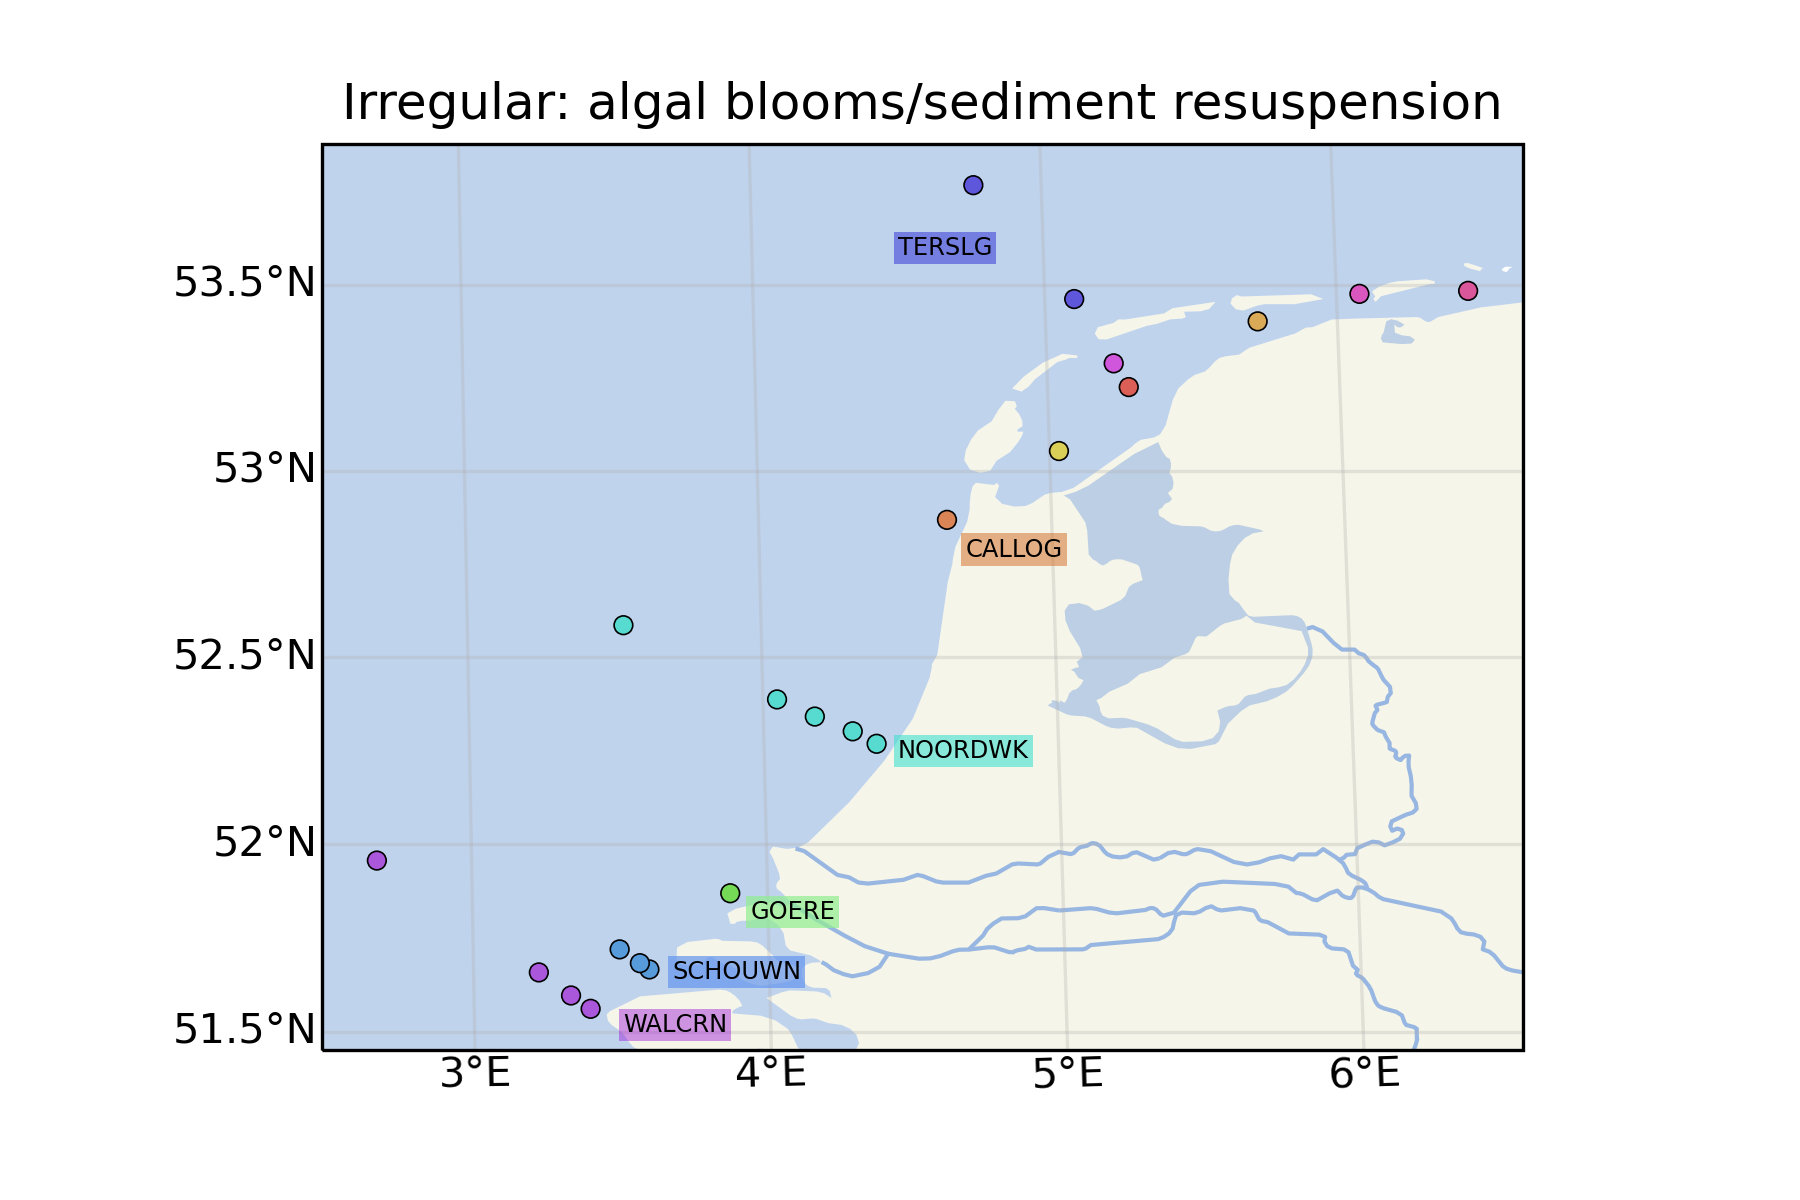 Irregular: algal blooms/sediment resuspension
TERSLG
53.5°N
53°N
CALLOG
52.5°N
NOORDWK
52°N
GOERE
SCHOUWN
WALCRN
51.5°N
3°E 4°E 5°E 6°E